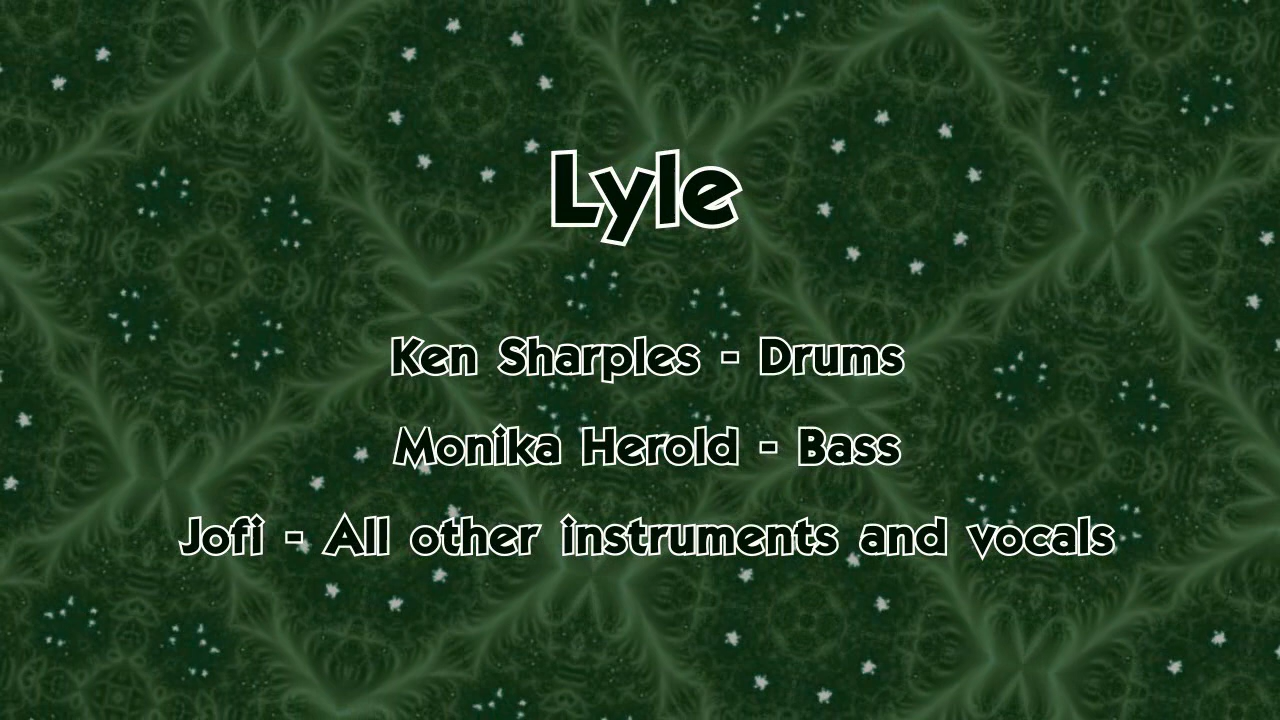 Lyle
Ken Sharples - Drums
Monika Herold - Bass
Jofi - All other instruments and vocals